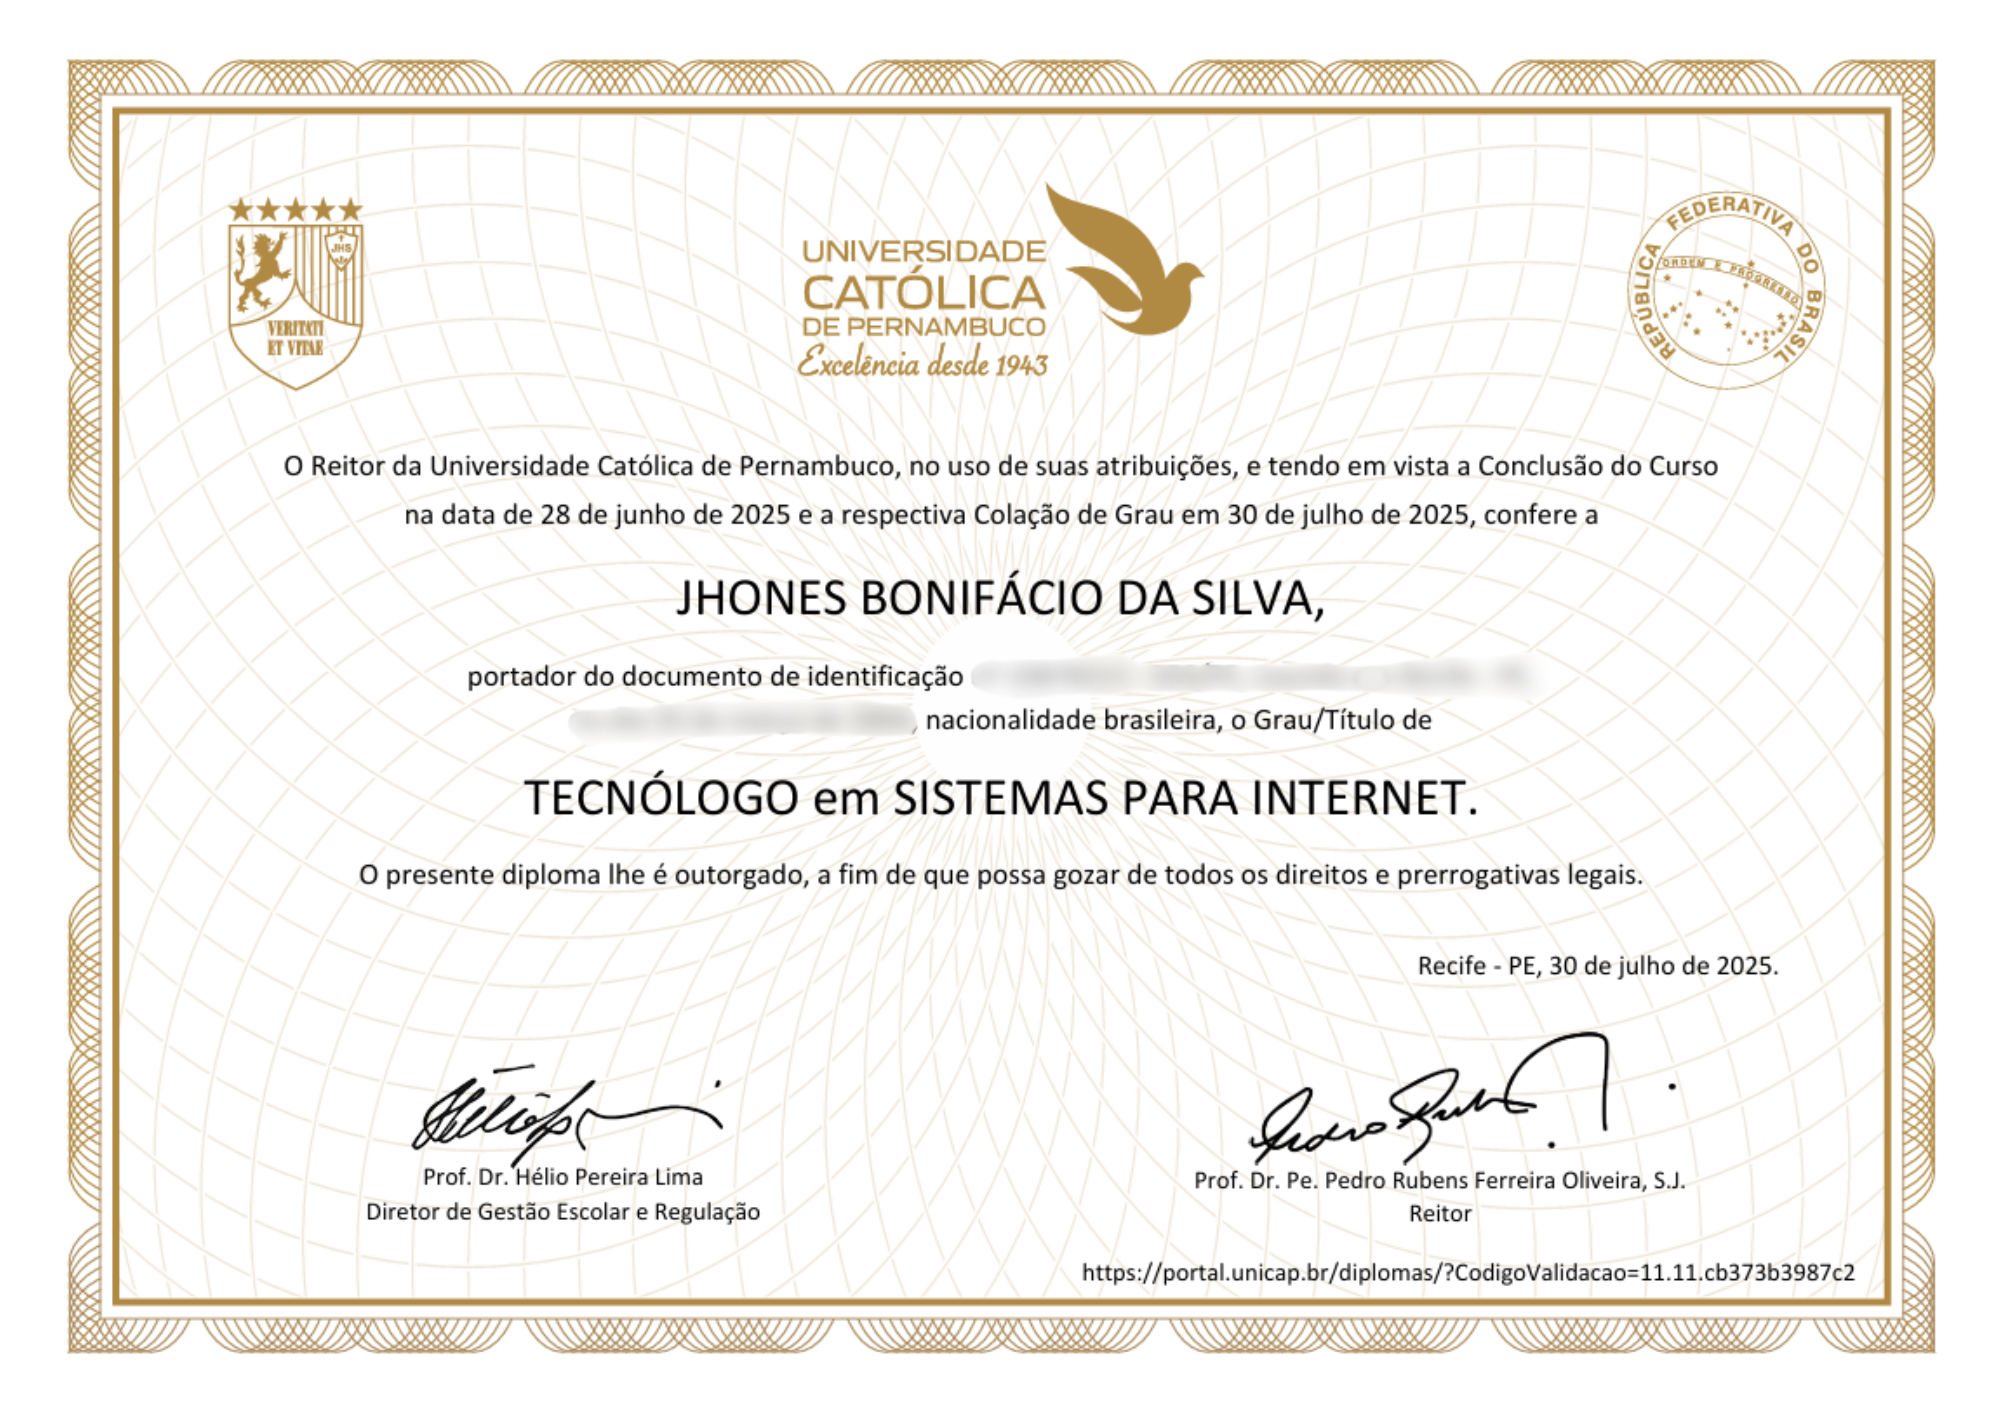 VERITATI
ET VITAE
JHS
UNIVERSIDADE
CATÓLICA
DE PERNAMBUCO
Excelência desde 1943
REPÚBLICA FEDERATIVA DO BRASIL
ORDEM E PROGRESSO
O Reitor da Universidade Católica de Pernambuco, no uso de suas atribuições, e tendo em vista a Conclusão do Curso
na data de 28 de junho de 2025 e a respectiva Colação de Grau em 30 de julho de 2025, confere a
JHONES BONIFÁCIO DA SILVA,
portador do documento de identificação
, nacionalidade brasileira, o Grau/Título de
TECNÓLOGO em SISTEMAS PARA INTERNET.
O presente diploma lhe é outorgado, a fim de que possa gozar de todos os direitos e prerrogativas legais.
Recife - PE, 30 de julho de 2025.
Prof. Dr. Hélio Pereira Lima
Diretor de Gestão Escolar e Regulação
Prof. Dr. Pe. Pedro Rubens Ferreira Oliveira, S.J.
Reitor
https://portal.unicap.br/diplomas/?CodigoValidacao=11.11.cb373b3987c2